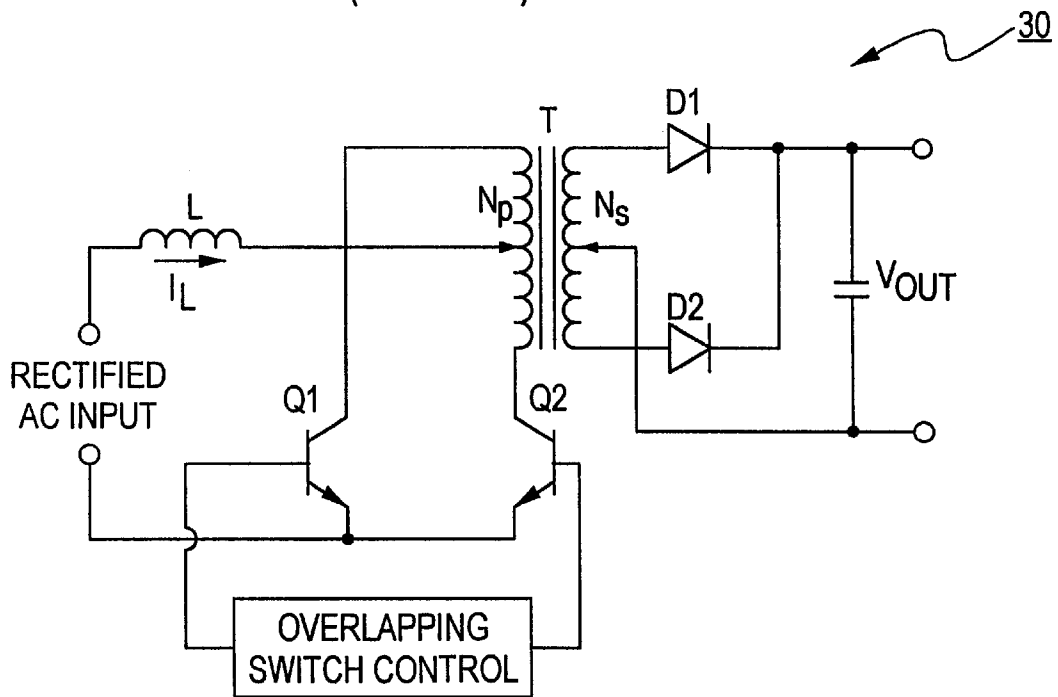 30
D1
T
L
Np
Ns
IL
D2
VOUT
RECTIFIED
AC INPUT
Q1
Q2
OVERLAPPING
SWITCH CONTROL